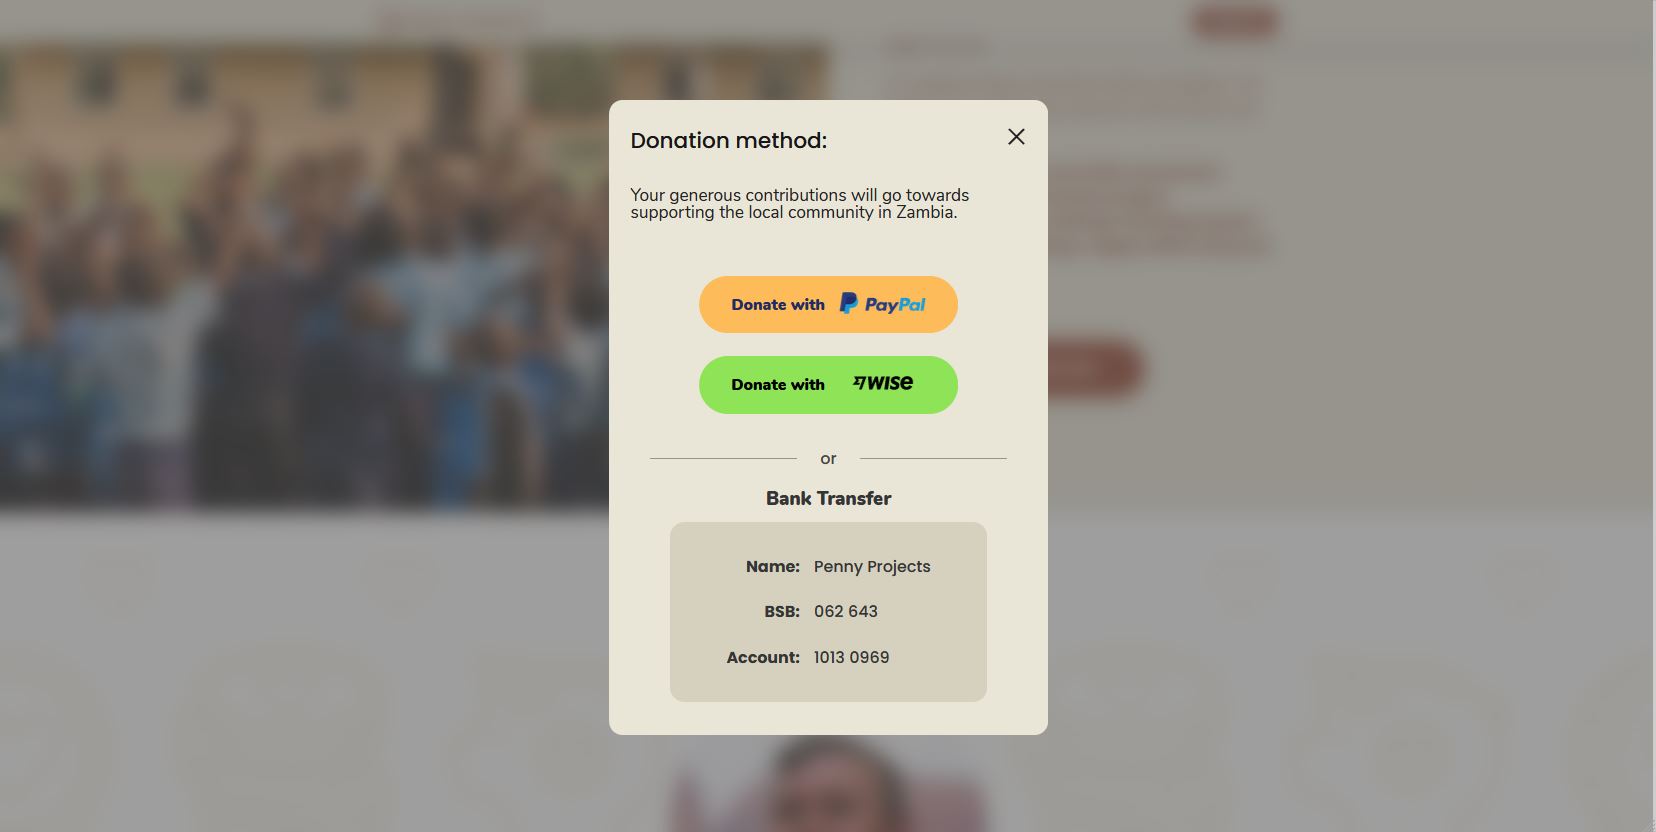 Donation method:
Your generous contributions will go towards
supporting the local community in Zambia.
Donate with PayPal
Donate with WISE
or
Bank Transfer
Name: Penny Projects
BSB: 062 643
Account: 1013 0969